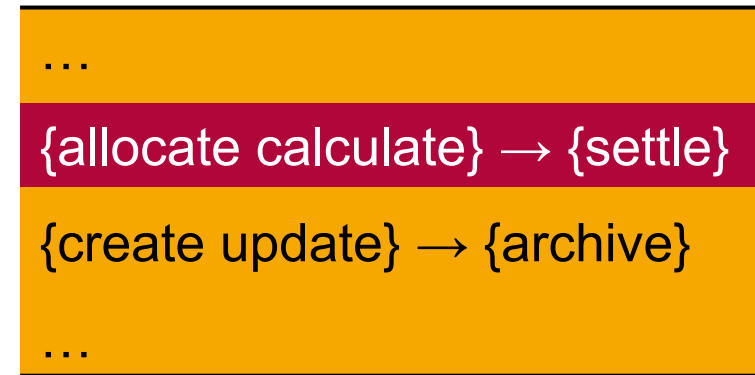 …
{allocate calculate} → {settle}
{create update} → {archive}
…